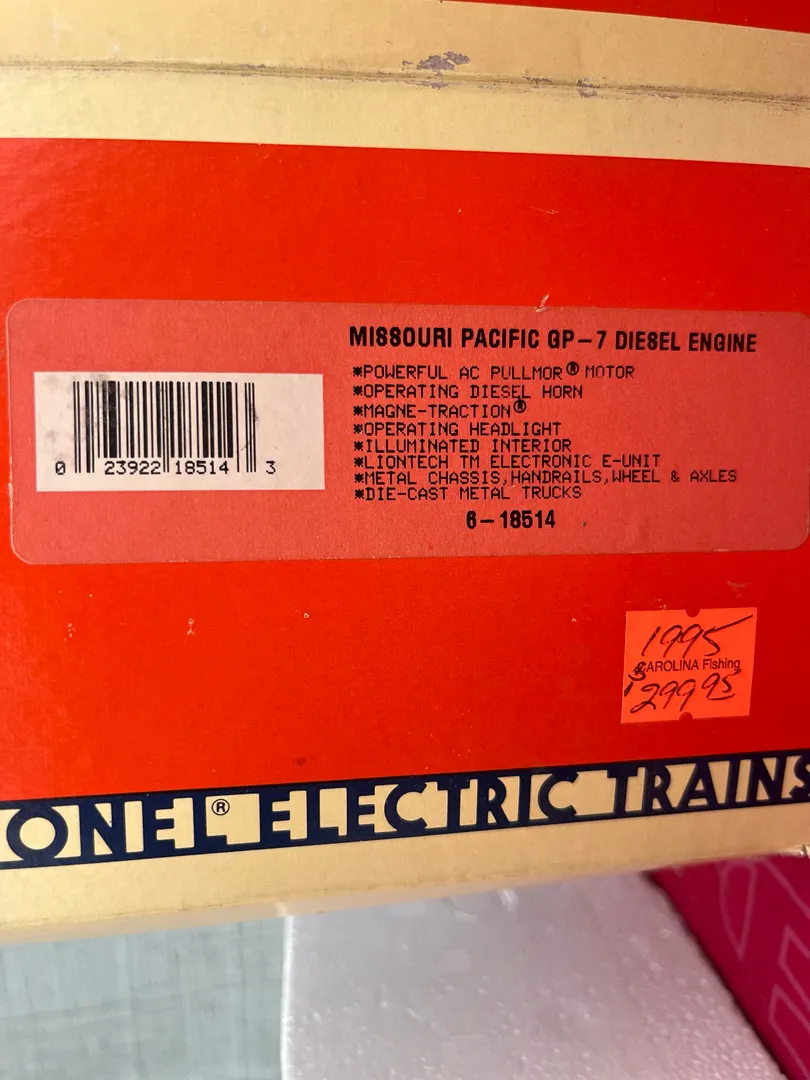 MISSOURI PACIFIC GP-7 DIESEL ENGINE
*POWERFUL AC PULLMOR® MOTOR
*OPERATING DIESEL HORN
*MAGNE-TRACTION®
*OPERATING HEADLIGHT
*ILLUMINATED INTERIOR
*LIONTECH TM ELECTRONIC E-UNIT
*METAL CHASSIS,HANDRAILS,WHEEL & AXLES
*DIE-CAST METAL TRUCKS
6-18514
0 23922 18514 3
1995
CAROLINA Fishing
$299 95
IONEL® ELECTRIC TRAINS